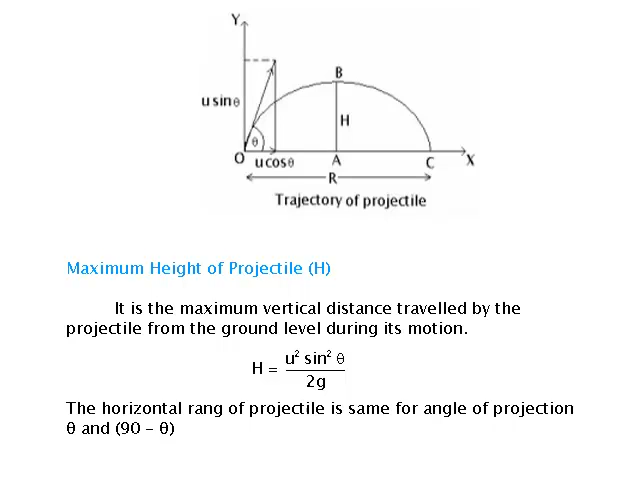 Y
B
u sinθ
H
θ
O u cosθ A C X
R
Trajectory of projectile
Maximum Height of Projectile (H)
It is the maximum vertical distance travelled by the
projectile from the ground level during its motion.
H = u² sin² θ / 2g
The horizontal rang of projectile is same for angle of projection
θ and (90 – θ)